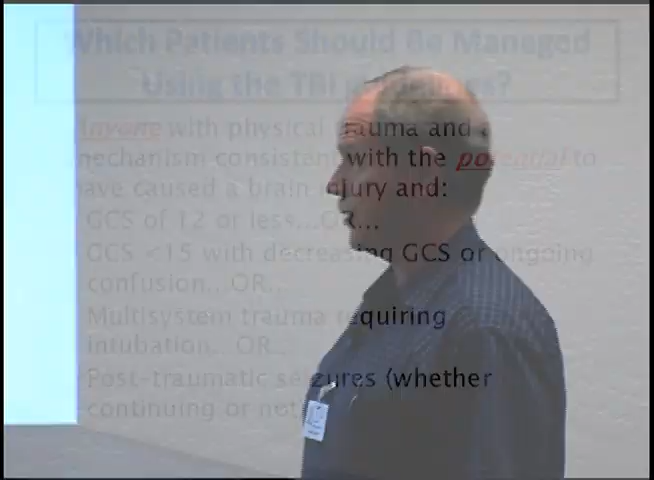 Which Patients Should Be Managed
Using the TBI guidelines?
Anyone with physical trauma and a
mechanism consistent with the potential to
have caused a brain injury and:
GCS of 12 or less...OR...
GCS <15 with decreasing GCS or ongoing
confusion...OR...
Multisystem trauma requiring
intubation...OR...
Post-traumatic seizures (whether
continuing or not)